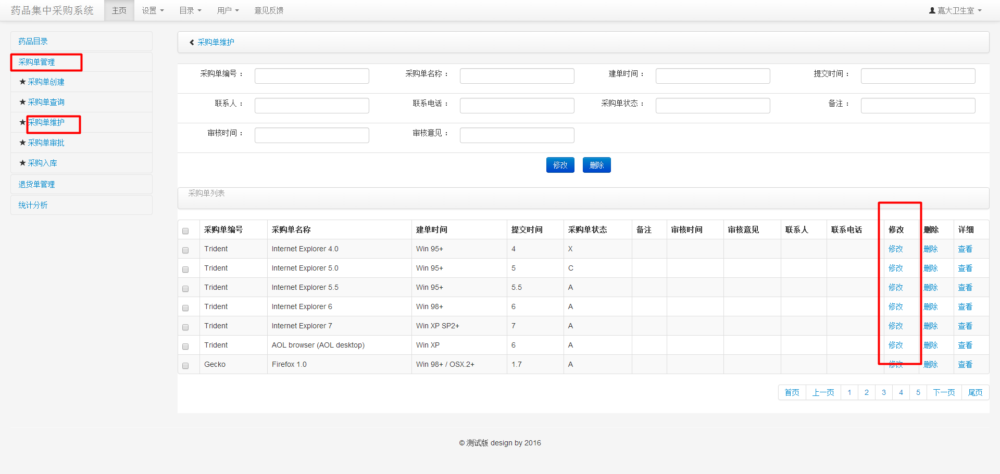 药品集中采购系统 主页 设置 目录 用户 意见反馈 嘉大卫生室
药品目录
采购单管理
★ 采购单创建
★ 采购单查询
★ 采购单维护
★ 采购单审批
★ 采购入库
退货单管理
统计分析
采购单维护
采购单编号： 采购单名称： 建单时间： 提交时间：
联系人： 联系电话： 采购单状态： 备注：
审核时间： 审核意见：
修改 删除
采购单列表
采购单编号 采购单名称 建单时间 提交时间 采购单状态 备注 审核时间 审核意见 联系人 联系电话 修改 删除 详细
Trident Internet Explorer 4.0 Win 95+ 4 X 修改 删除 查看
Trident Internet Explorer 5.0 Win 95+ 5 C 修改 删除 查看
Trident Internet Explorer 5.5 Win 95+ 5.5 A 修改 删除 查看
Trident Internet Explorer 6 Win 98+ 6 A 修改 删除 查看
Trident Internet Explorer 7 Win XP SP2+ 7 A 修改 删除 查看
Trident AOL browser (AOL desktop) Win XP 6 A 修改 删除 查看
Gecko Firefox 1.0 Win 98+ / OSX.2+ 1.7 A 修改 删除 查看
首页 上一页 1 2 3 4 5 下一页 尾页
© 测试版 design by 2016